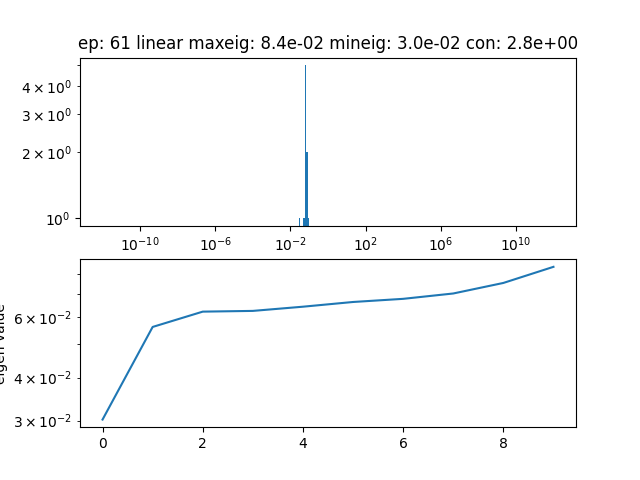 ep: 61 linear maxeig: 8.4e-02 mineig: 3.0e-02 con: 2.8e+00
4 × 10⁰
3 × 10⁰
2 × 10⁰
10⁰
10⁻¹⁰ 10⁻⁶ 10⁻² 10² 10⁶ 10¹⁰
eigen value
6 × 10⁻²
4 × 10⁻²
3 × 10⁻²
0 2 4 6 8